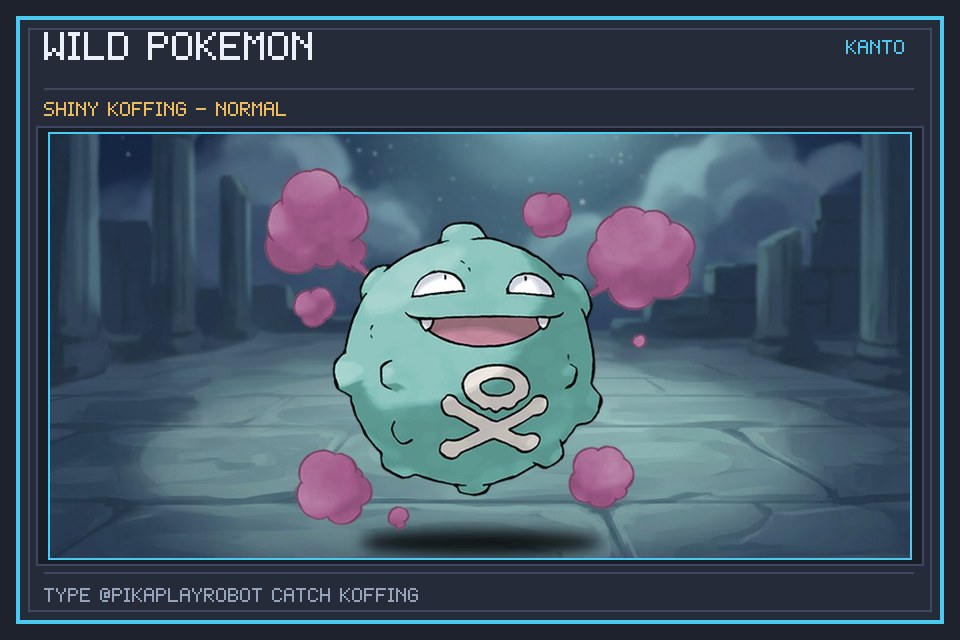 WILD POKEMON
KANTO
SHINY KOFFING - NORMAL
TYPE @PIKAPLAYROBOT CATCH KOFFING